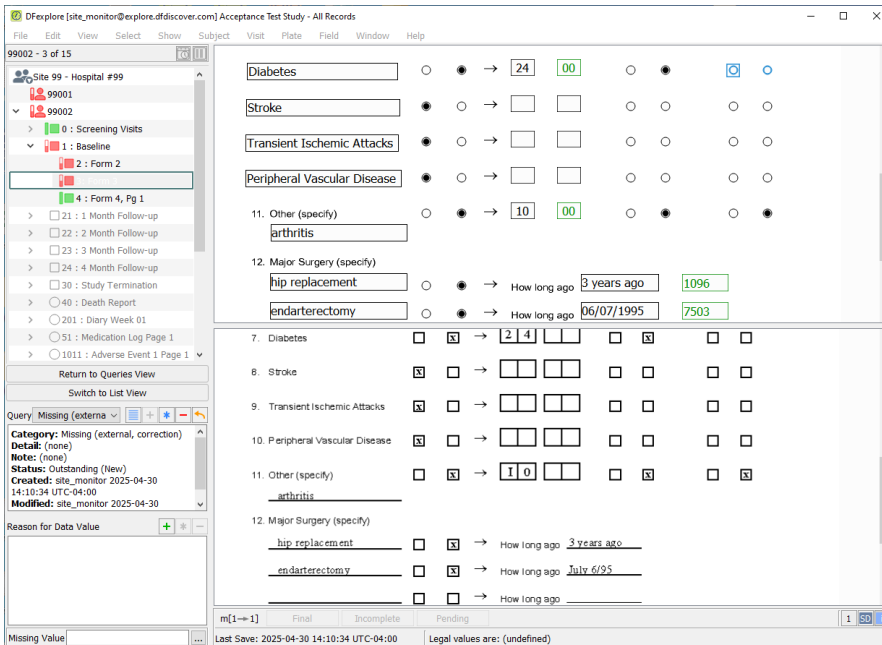 DFexplore [site_monitor@explore.dfdiscover.com] Acceptance Test Study - All Records
File Edit View Select Show Subject Visit Plate Field Window Help
99002 - 3 of 15
Site 99 - Hospital #99
99001
99002
0 : Screening Visits
1 : Baseline
2 : Form 2
4 : Form 4, Pg 1
21 : 1 Month Follow-up
22 : 2 Month Follow-up
23 : 3 Month Follow-up
24 : 4 Month Follow-up
30 : Study Termination
40 : Death Report
201 : Diary Week 01
51 : Medication Log Page 1
1011 : Adverse Event 1 Page 1
Return to Queries View
Switch to List View
Query Missing (externa
Category: Missing (external, correction)
Detail: (none)
Note: (none)
Status: Outstanding (New)
Created: site_monitor 2025-04-30
14:10:34 UTC-04:00
Modified: site_monitor 2025-04-30
Reason for Data Value
Missing Value ...
Diabetes → 24 00
Stroke
Transient Ischemic Attacks
Peripheral Vascular Disease
11. Other (specify) → 10 00
arthritis
12. Major Surgery (specify)
hip replacement → How long ago 3 years ago 1096
endarterectomy → How long ago 06/07/1995 7503
7. Diabetes x → 2 4 x
8. Stroke x →
9. Transient Ischemic Attacks x →
10. Peripheral Vascular Disease x →
11. Other (specify) x → I 0 x x
arthritis
12. Major Surgery (specify)
hip replacement x → How long ago 3 years ago
endarterectomy x → How long ago July 6/95
→ How long ago
m[1→1] Final Incomplete Pending 1 SD
Last Save: 2025-04-30 14:10:34 UTC-04:00 Legal values are: (undefined)